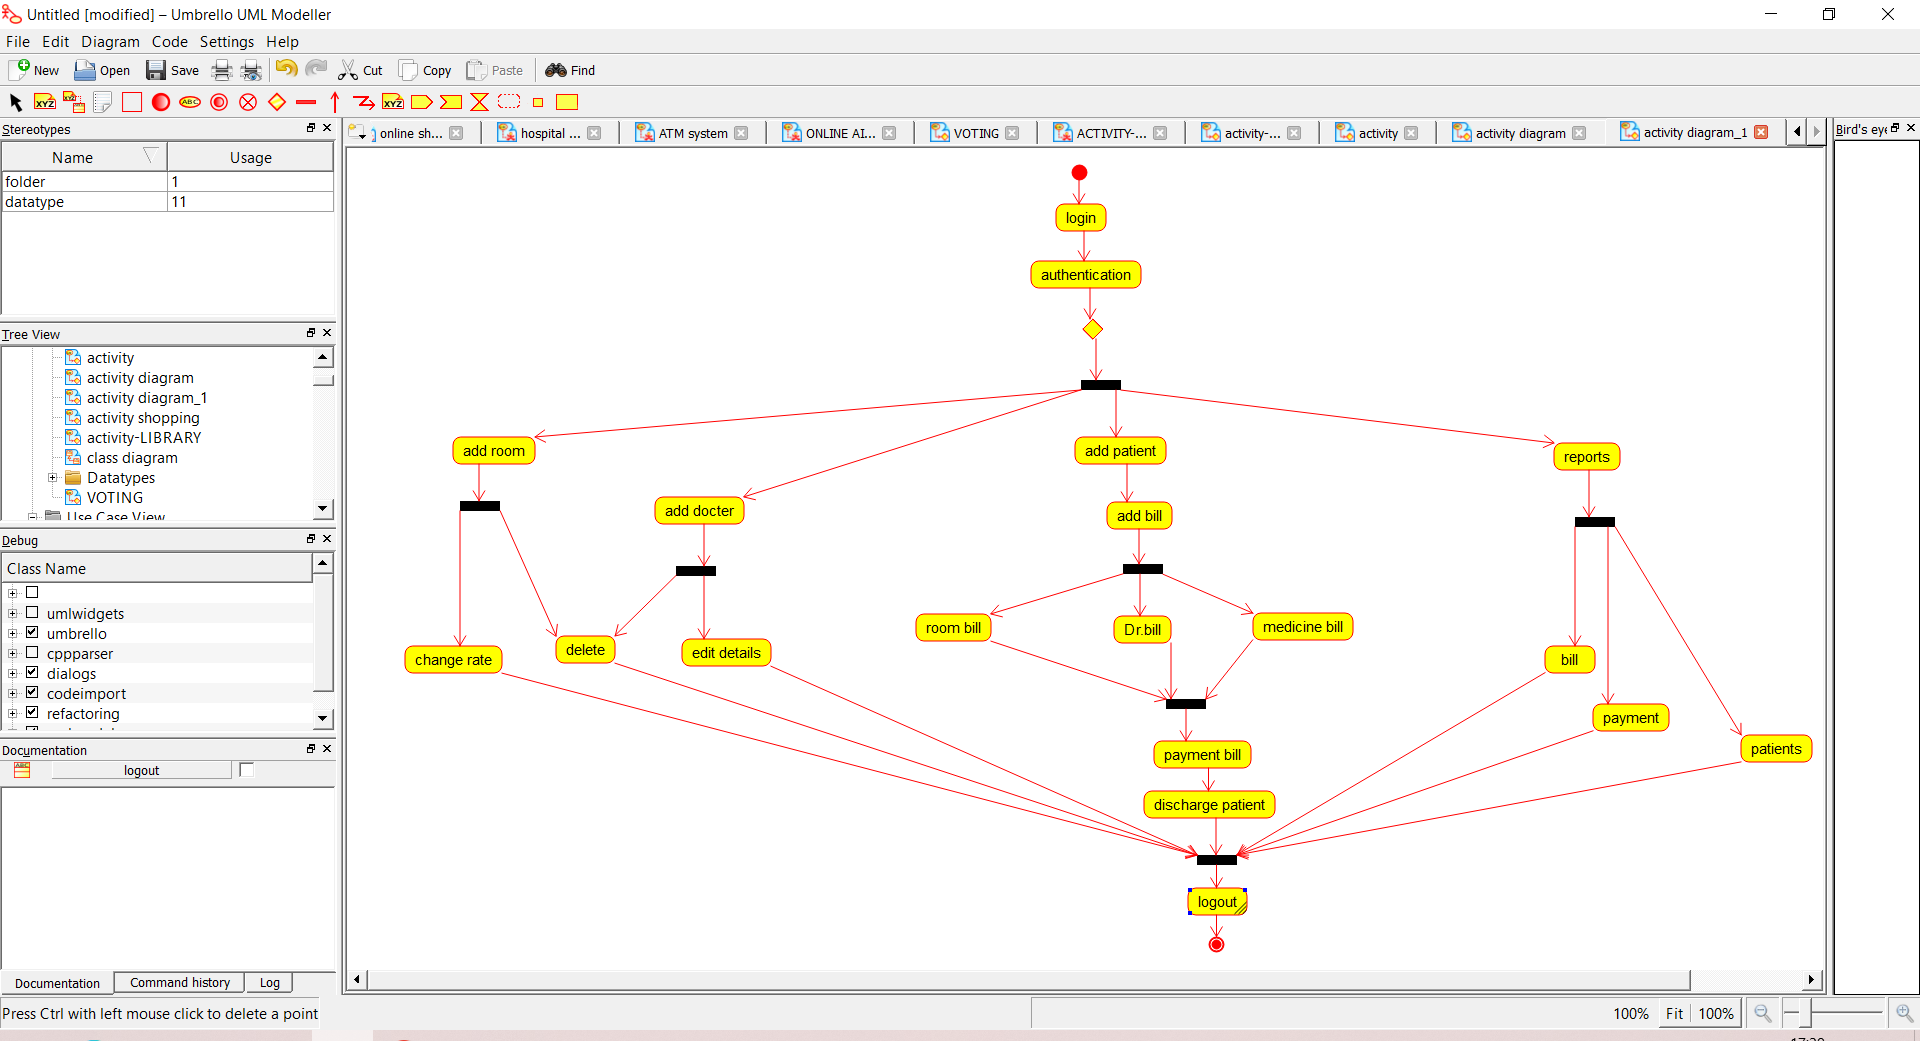 Untitled [modified] – Umbrello UML Modeller
File Edit Diagram Code Settings Help
New Open Save Cut Copy Paste Find
XYZ XYZ ABC XYZ
Stereotypes
Name Usage
folder 1
datatype 11
Tree View
activity
activity diagram
activity diagram_1
activity shopping
activity-LIBRARY
class diagram
Datatypes
VOTING
Use Case View
Debug
Class Name
umlwidgets
umbrello
cppparser
dialogs
codeimport
refactoring
Documentation
logout
Documentation Command history Log
Press Ctrl with left mouse click to delete a point
online sh... hospital ... ATM system ONLINE AI... VOTING ACTIVITY-... activity-... activity activity diagram activity diagram_1
Bird's eye
login
authentication
add room
add patient
reports
add docter
add bill
room bill
Dr.bill
medicine bill
change rate
delete
edit details
bill
payment
patients
payment bill
discharge patient
logout
100% Fit 100%